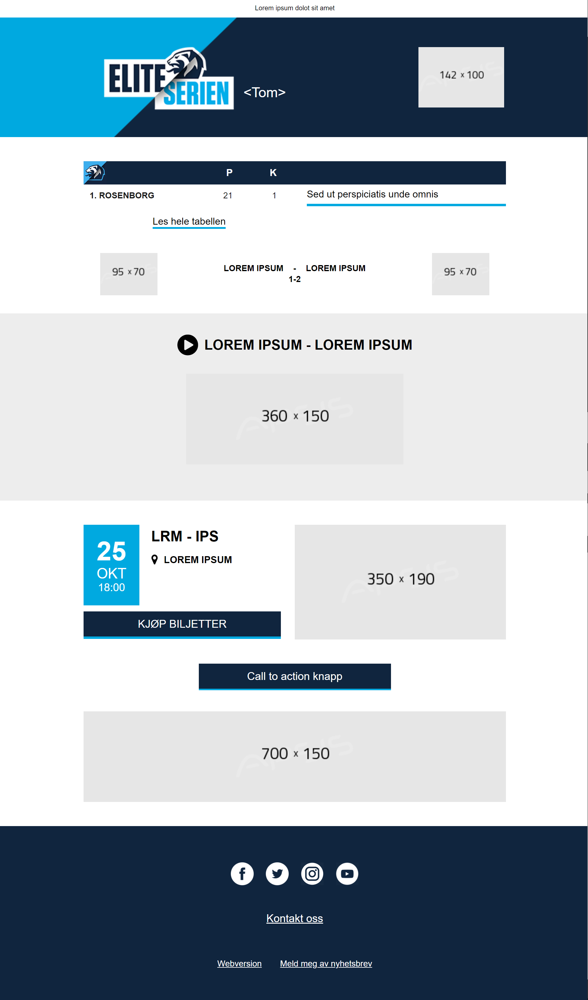 Lorem ipsum dolot sit amet
ELITE
SERIEN
<Tom>
142 x 100
P K
1. ROSENBORG 21 1
Sed ut perspiciatis unde omnis
Les hele tabellen
95 x 70
LOREM IPSUM - LOREM IPSUM
1-2
95 x 70
LOREM IPSUM - LOREM IPSUM
360 x 150
25
OKT
18:00
LRM - IPS
LOREM IPSUM
KJØP BILJETTER
350 x 190
Call to action knapp
700 x 150
Kontakt oss
Webversion Meld meg av nyhetsbrev